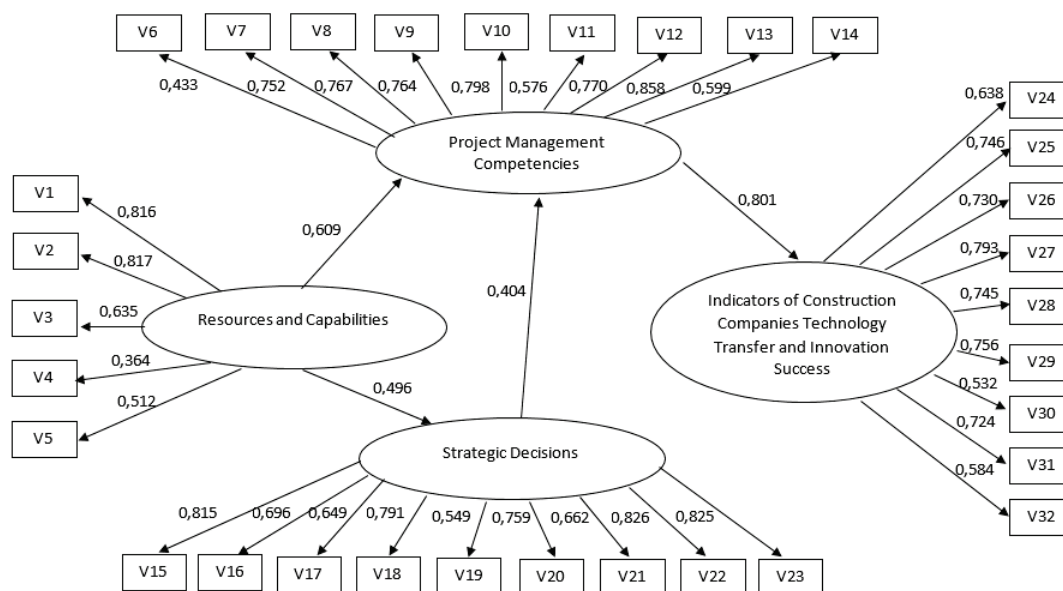 V6
V7
V8
V9
V10
V11
V12
V13
V14
0,433
0,752
0,767
0,764
0,798
0,576
0,770
0,858
0,599
Project Management
Competencies
V1
V2
V3
V4
V5
0,816
0,817
0,635
0,364
0,512
Resources and Capabilities
0,609
0,496
0,404
0,801
Strategic Decisions
0,815
0,696
0,649
0,791
0,549
0,759
0,662
0,826
0,825
V15
V16
V17
V18
V19
V20
V21
V22
V23
Indicators of Construction
Companies Technology
Transfer and Innovation
Success
0,638
0,746
0,730
0,793
0,745
0,756
0,532
0,724
0,584
V24
V25
V26
V27
V28
V29
V30
V31
V32